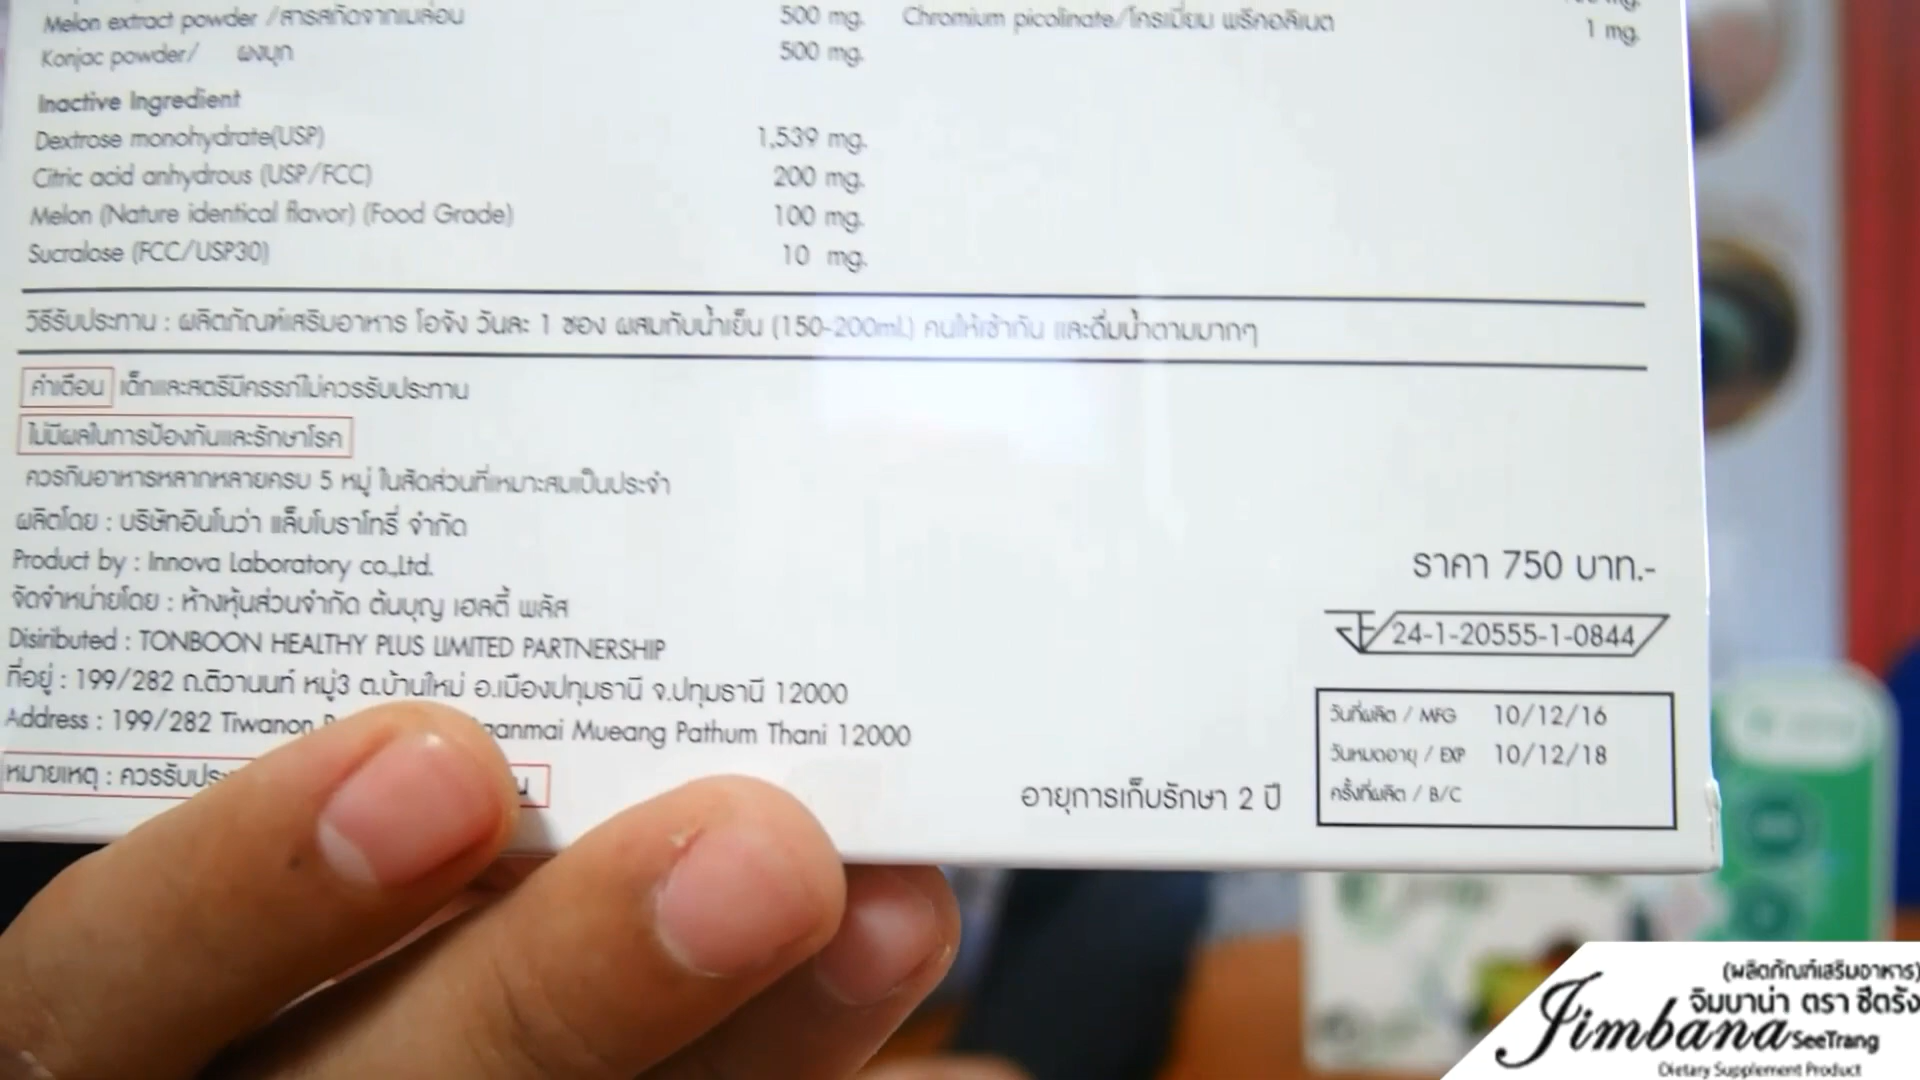 Melon extract powder /สารสกัดจากเมล่อน 500 mg.
Konjac powder/ ผงบุก 500 mg.
Chromium picolinate/โครเมี่ยม พรีคอลิเนต 1 mg.
Inactive Ingredient
Dextrose monohydrate(USP) 1,539 mg.
Citric acid anhydrous (USP/FCC) 200 mg.
Melon (Nature identical flavor) (Food Grade) 100 mg.
Sucralose (FCC/USP30) 10 mg.
วิธีรับประทาน : ผลิตภัณฑ์เสริมอาหาร โอจัง วันละ 1 ซอง ผสมกับน้ำเย็น (150-200ml.) คนให้เข้ากัน และดื่มน้ำตามมากๆ
คำเตือน เด็กและสตรีมีครรภ์ไม่ควรรับประทาน
ไม่มีผลในการป้องกันและรักษาโรค
ควรกินอาหารหลากหลายครบ 5 หมู่ ในสัดส่วนที่เหมาะสมเป็นประจำ
ผลิตโดย : บริษัทอินโนว่า แล็บโบราโทรี่ จำกัด
Product by : Innova Laboratory co.,Ltd.
จัดจำหน่ายโดย : ห้างหุ้นส่วนจำกัด ต้นบุญ เฮลตี้ พลัส
Disiributed : TONBOON HEALTHY PLUS LIMITED PARTNERSHIP
ที่อยู่ : 199/282 ถ.ติวานนท์ หมู่3 ต.บ้านใหม่ อ.เมืองปทุมธานี จ.ปทุมธานี 12000
Address : 199/282 Tiwanon Mueang Pathum Thani 12000
หมายเหตุ :
ราคา 750 บาท.-
24-1-20555-1-0844
วันที่ผลิต / MFG 10/12/16
วันหมดอายุ / EXP 10/12/18
ครั้งที่ผลิต / B/C
อายุการเก็บรักษา 2 ปี
(ผลิตภัณฑ์เสริมอาหาร)
จิมบาน่า ตรา ซีตรัง
Jimbana SeeTrang
Dietary Supplement Product